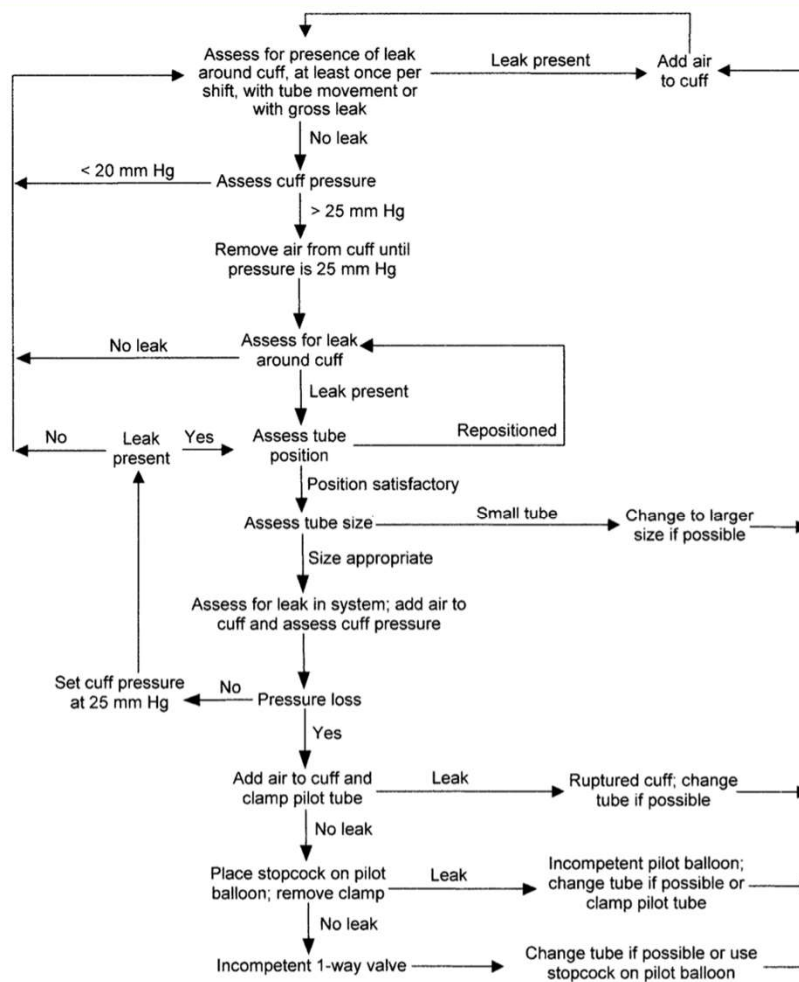 Assess for presence of leak
around cuff, at least once per
shift, with tube movement or
with gross leak
Leak present
Add air
to cuff
No leak
< 20 mm Hg
Assess cuff pressure
> 25 mm Hg
Remove air from cuff until
pressure is 25 mm Hg
No leak
Assess for leak
around cuff
Leak present
No
Leak
present
Yes
Assess tube
position
Repositioned
Position satisfactory
Assess tube size
Small tube
Change to larger
size if possible
Size appropriate
Assess for leak in system; add air to
cuff and assess cuff pressure
Set cuff pressure
at 25 mm Hg
No
Pressure loss
Yes
Add air to cuff and
clamp pilot tube
Leak
Ruptured cuff; change
tube if possible
No leak
Place stopcock on pilot
balloon; remove clamp
Leak
Incompetent pilot balloon;
change tube if possible or
clamp pilot tube
No leak
Incompetent 1-way valve
Change tube if possible or use
stopcock on pilot balloon